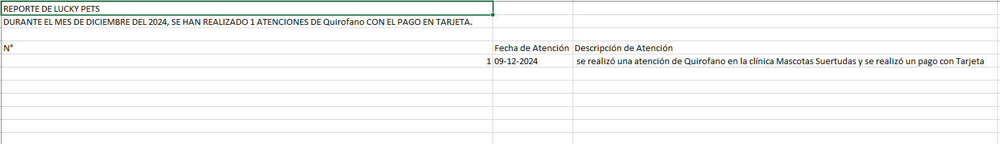 REPORTE DE LUCKY PETS
DURANTE EL MES DE DICIEMBRE DEL 2024, SE HAN REALIZADO 1 ATENCIONES DE Quirofano CON EL PAGO EN TARJETA.
N° Fecha de Atención Descripción de Atención
1 09-12-2024 se realizó una atención de Quirofano en la clínica Mascotas Suertudas y se realizó un pago con Tarjeta